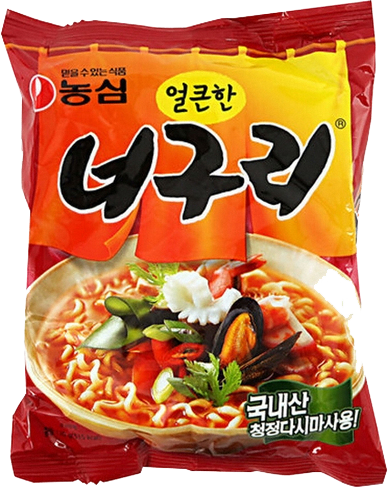 믿을 수 있는 식품
농심
얼큰한
너구리®
국내산
청정다시마사용!